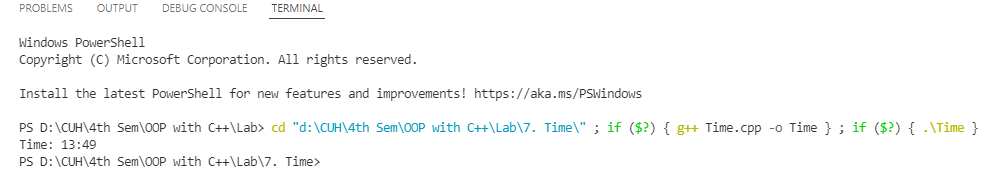 PROBLEMS OUTPUT DEBUG CONSOLE TERMINAL
Windows PowerShell
Copyright (C) Microsoft Corporation. All rights reserved.
Install the latest PowerShell for new features and improvements! https://aka.ms/PSWindows
PS D:\CUH\4th Sem\OOP with C++\Lab> cd "d:\CUH\4th Sem\OOP with C++\Lab\7. Time\" ; if ($?) { g++ Time.cpp -o Time } ; if ($?) { .\Time }
Time: 13:49
PS D:\CUH\4th Sem\OOP with C++\Lab\7. Time>